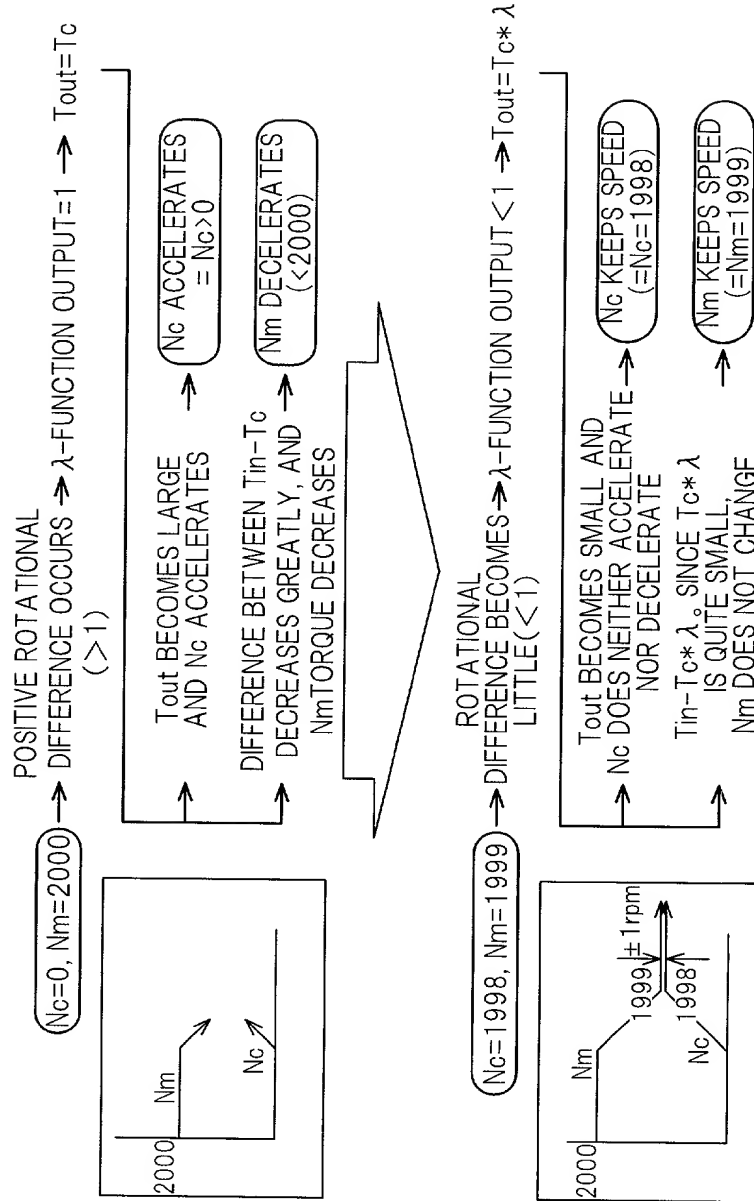 Nc=0, Nm=2000
POSITIVE ROTATIONAL
DIFFERENCE OCCURS
(>1)
λ-FUNCTION OUTPUT=1
Tout=Tc
2000
Nm
Nc
Tout BECOMES LARGE
AND Nc ACCELERATES
Nc ACCELERATES
= Nc>0
DIFFERENCE BETWEEN Tin-Tc
DECREASES GREATLY, AND
NmTORQUE DECREASES
Nm DECELERATES
(<2000)
Nc=1998, Nm=1999
ROTATIONAL
DIFFERENCE BECOMES
LITTLE(<1)
λ-FUNCTION OUTPUT<1
Tout=Tc*λ
2000
Nm
Nc
1999
1998
±1rpm
Tout BECOMES SMALL AND
Nc DOES NEITHER ACCELERATE
NOR DECELERATE
Nc KEEPS SPEED
(=Nc=1998)
Tin-Tc*λ。SINCE Tc*λ
IS QUITE SMALL,
Nm DOES NOT CHANGE
Nm KEEPS SPEED
(=Nm=1999)